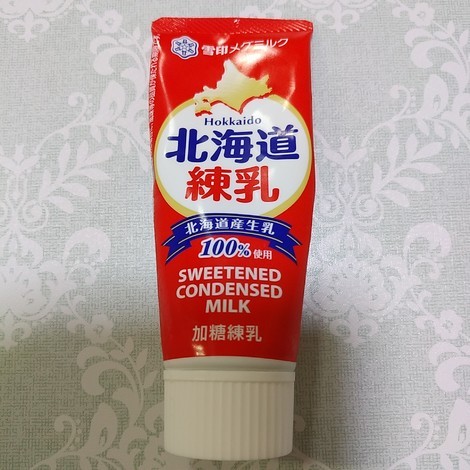 雪印メグミルク
Hokkaido
北海道
練乳
北海道産生乳
100%使用
SWEETENED
CONDENSED
MILK
加糖練乳